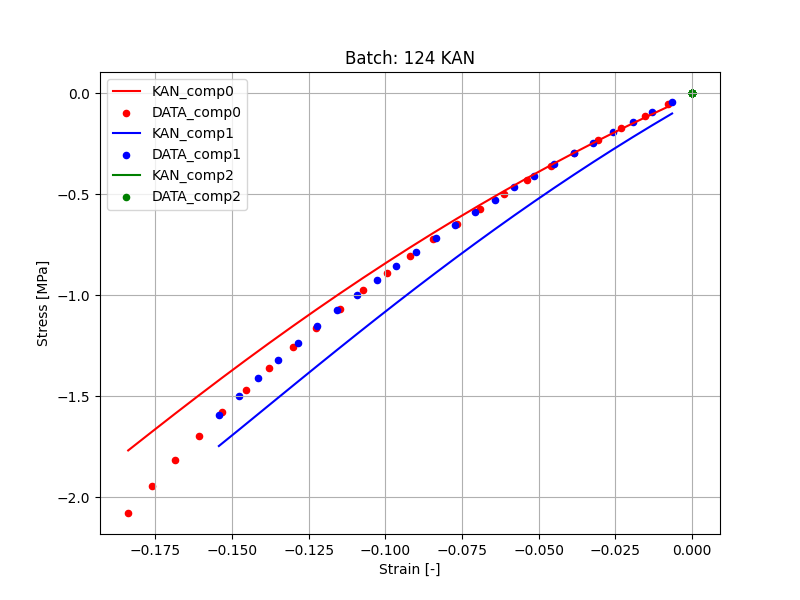 Batch: 124 KAN
KAN_comp0
DATA_comp0
KAN_comp1
DATA_comp1
KAN_comp2
DATA_comp2
0.0
−0.5
−1.0
−1.5
−2.0
Stress [MPa]
−0.175 −0.150 −0.125 −0.100 −0.075 −0.050 −0.025 0.000
Strain [-]